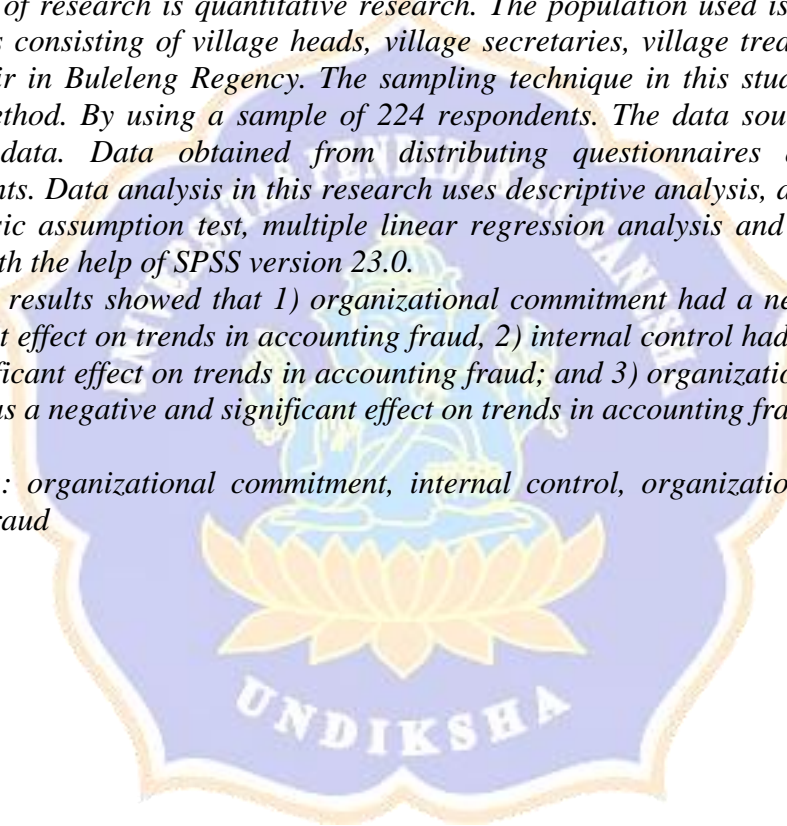 of research is quantitative research. The population used is
s consisting of village heads, village secretaries, village trea
ir in Buleleng Regency. The sampling technique in this stud
ethod. By using a sample of 224 respondents. The data sou
data. Data obtained from distributing questionnaires
nts. Data analysis in this research uses descriptive analysis, a
ic assumption test, multiple linear regression analysis and
th the help of SPSS version 23.0.
results showed that 1) organizational commitment had a ne
t effect on trends in accounting fraud, 2) internal control had
ficant effect on trends in accounting fraud; and 3) organizatio
as a negative and significant effect on trends in accounting fra
: organizational commitment, internal control, organizatio
raud
UNIVERSITAS PENDIDIKAN GANESHA
UNDIKSHA